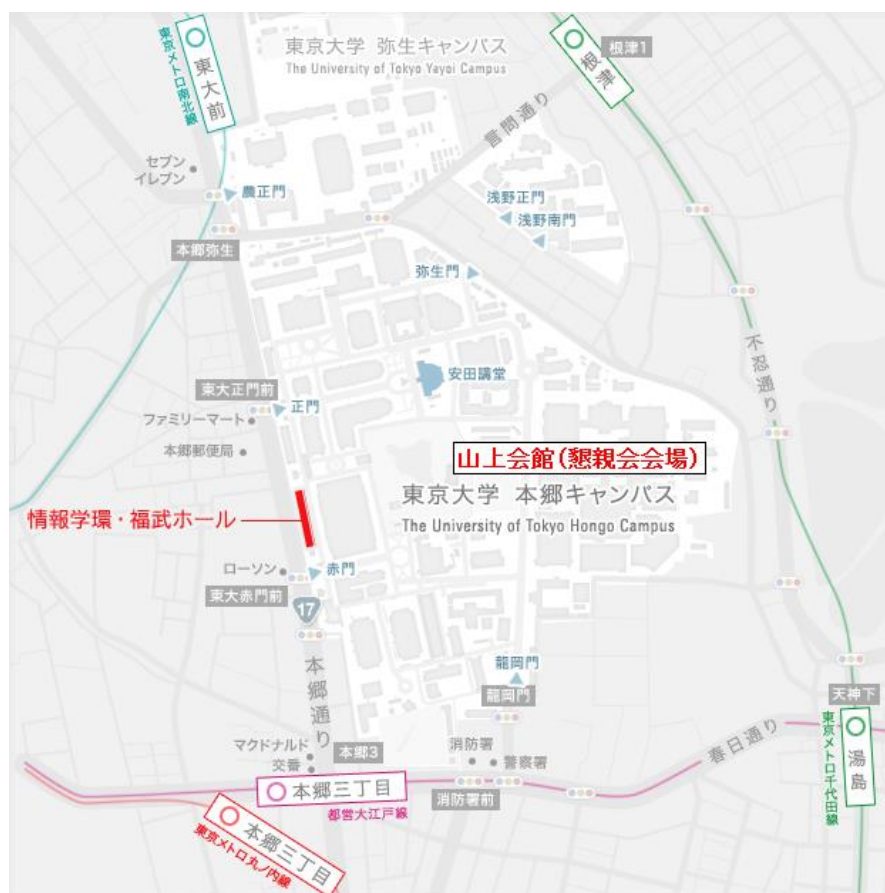 東京大学 弥生キャンパス
The University of Tokyo Yayoi Campus
東京メトロ南北線
東大前
根津
根津1
言問通り
セブン
イレブン
農正門
浅野正門
浅野南門
本郷弥生
弥生門
不忍通り
安田講堂
東大正門前
正門
ファミリーマート
本郷郵便局
山上会館(懇親会会場)
東京大学 本郷キャンパス
The University of Tokyo Hongo Campus
情報学環・福武ホール
ローソン
赤門
東大赤門前
17
本郷通り
龍岡門
龍岡門
天神下
マクドナルド
交番
本郷3
消防署
警察署
春日通り
東京メトロ千代田線
湯島
本郷三丁目
都営大江戸線
消防署前
本郷三丁目
東京メトロ丸ノ内線